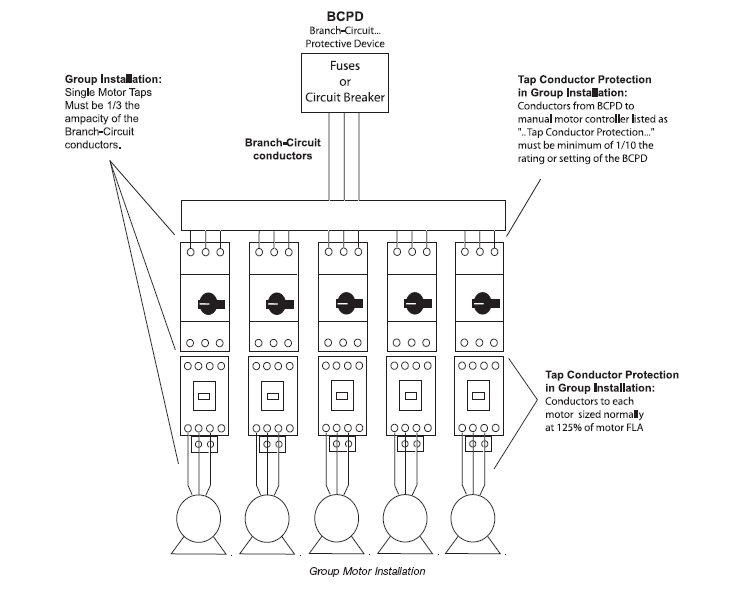 BCPD
Branch-Circuit...
Protective Device
Fuses
or
Circuit Breaker
Group Installation:
Single Motor Taps
Must be 1/3 the
ampacity of the
Branch-Circuit
conductors.
Branch-Circuit
conductors
Tap Conductor Protection
in Group Installation:
Conductors from BCPD to
manual motor controller listed as
"..Tap Conductor Protection..."
must be minimum of 1/10 the
rating or setting of the BCPD
Tap Conductor Protection
in Group Installation:
Conductors to each
motor sized normally
at 125% of motor FLA
Group Motor Installation